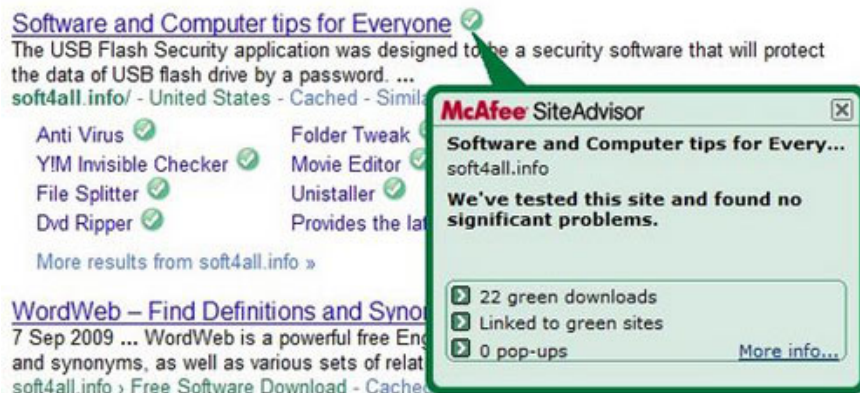 Software and Computer tips for Everyone
The USB Flash Security application was designed to be a security software that will protect
the data of USB flash drive by a password. ...
soft4all.info/ - United States - Cached - Simila
Anti Virus
Folder Tweak
Y!M Invisible Checker
Movie Editor
File Splitter
Unistaller
Dvd Ripper
Provides the lat
More results from soft4all.info »
WordWeb – Find Definitions and Synon
7 Sep 2009 ... WordWeb is a powerful free Eng
and synonyms, as well as various sets of relat
soft4all.info › Free Software Download - Cached
McAfee SiteAdvisor
Software and Computer tips for Every...
soft4all.info
We've tested this site and found no
significant problems.
22 green downloads
Linked to green sites
0 pop-ups
More info...